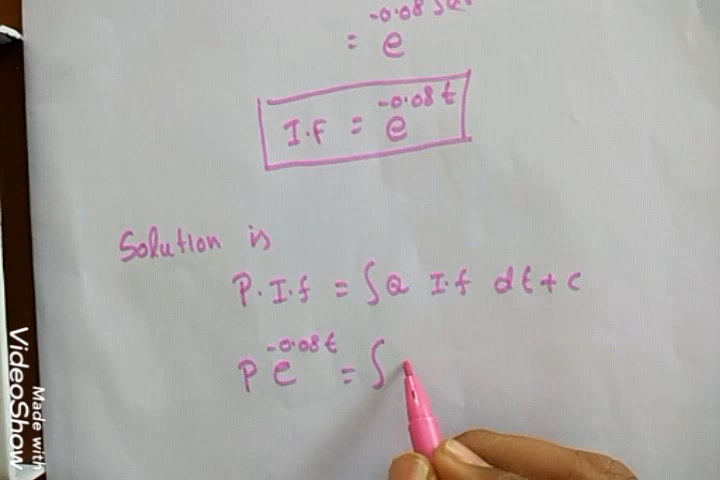 = e^-0.08 ∫dt
I.F = e^-0.08t
Solution is
P. I.f = ∫Q I.f dt + c
P e^-0.08t = ∫
Made with
VideoShow